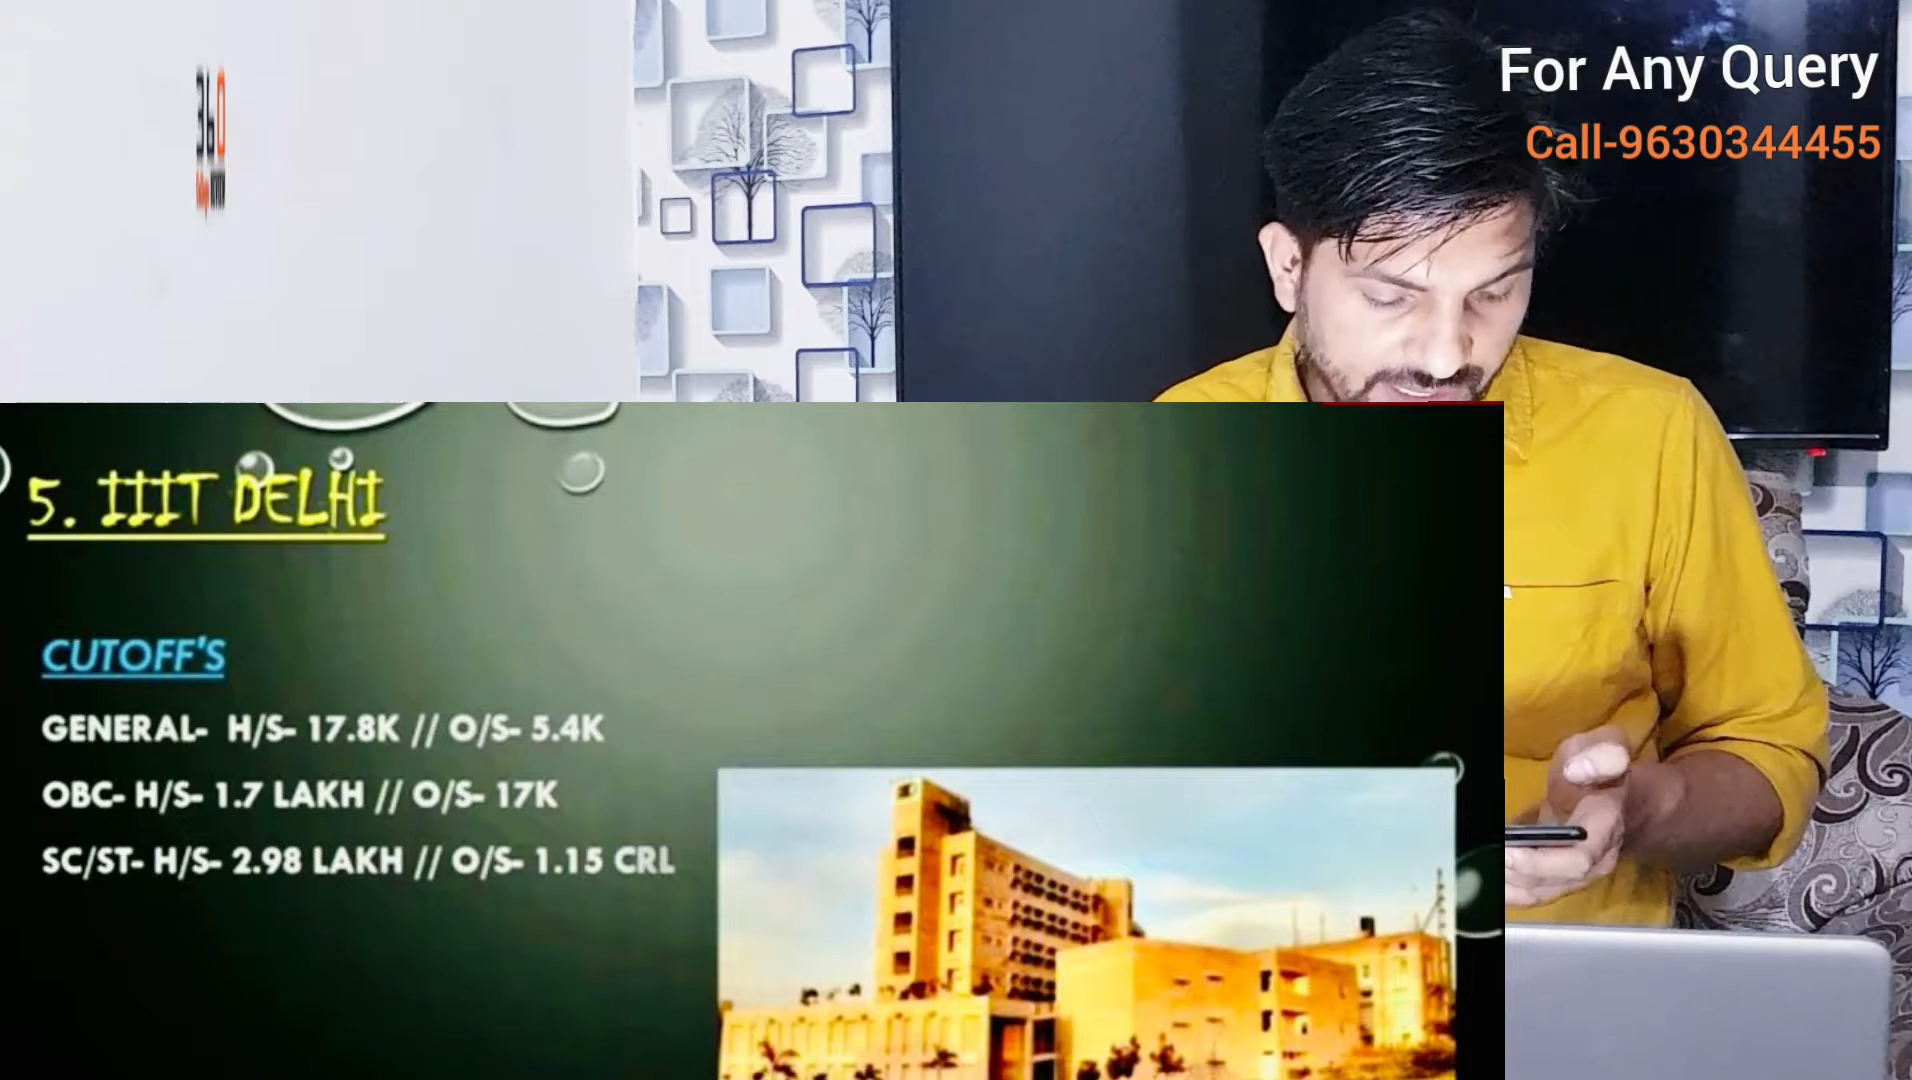 For Any Query
Call-9630344455
360
5. IIIT DELHI
CUTOFF'S
GENERAL- H/S- 17.8K // O/S- 5.4K
OBC- H/S- 1.7 LAKH // O/S- 17K
SC/ST- H/S- 2.98 LAKH // O/S- 1.15 CRL